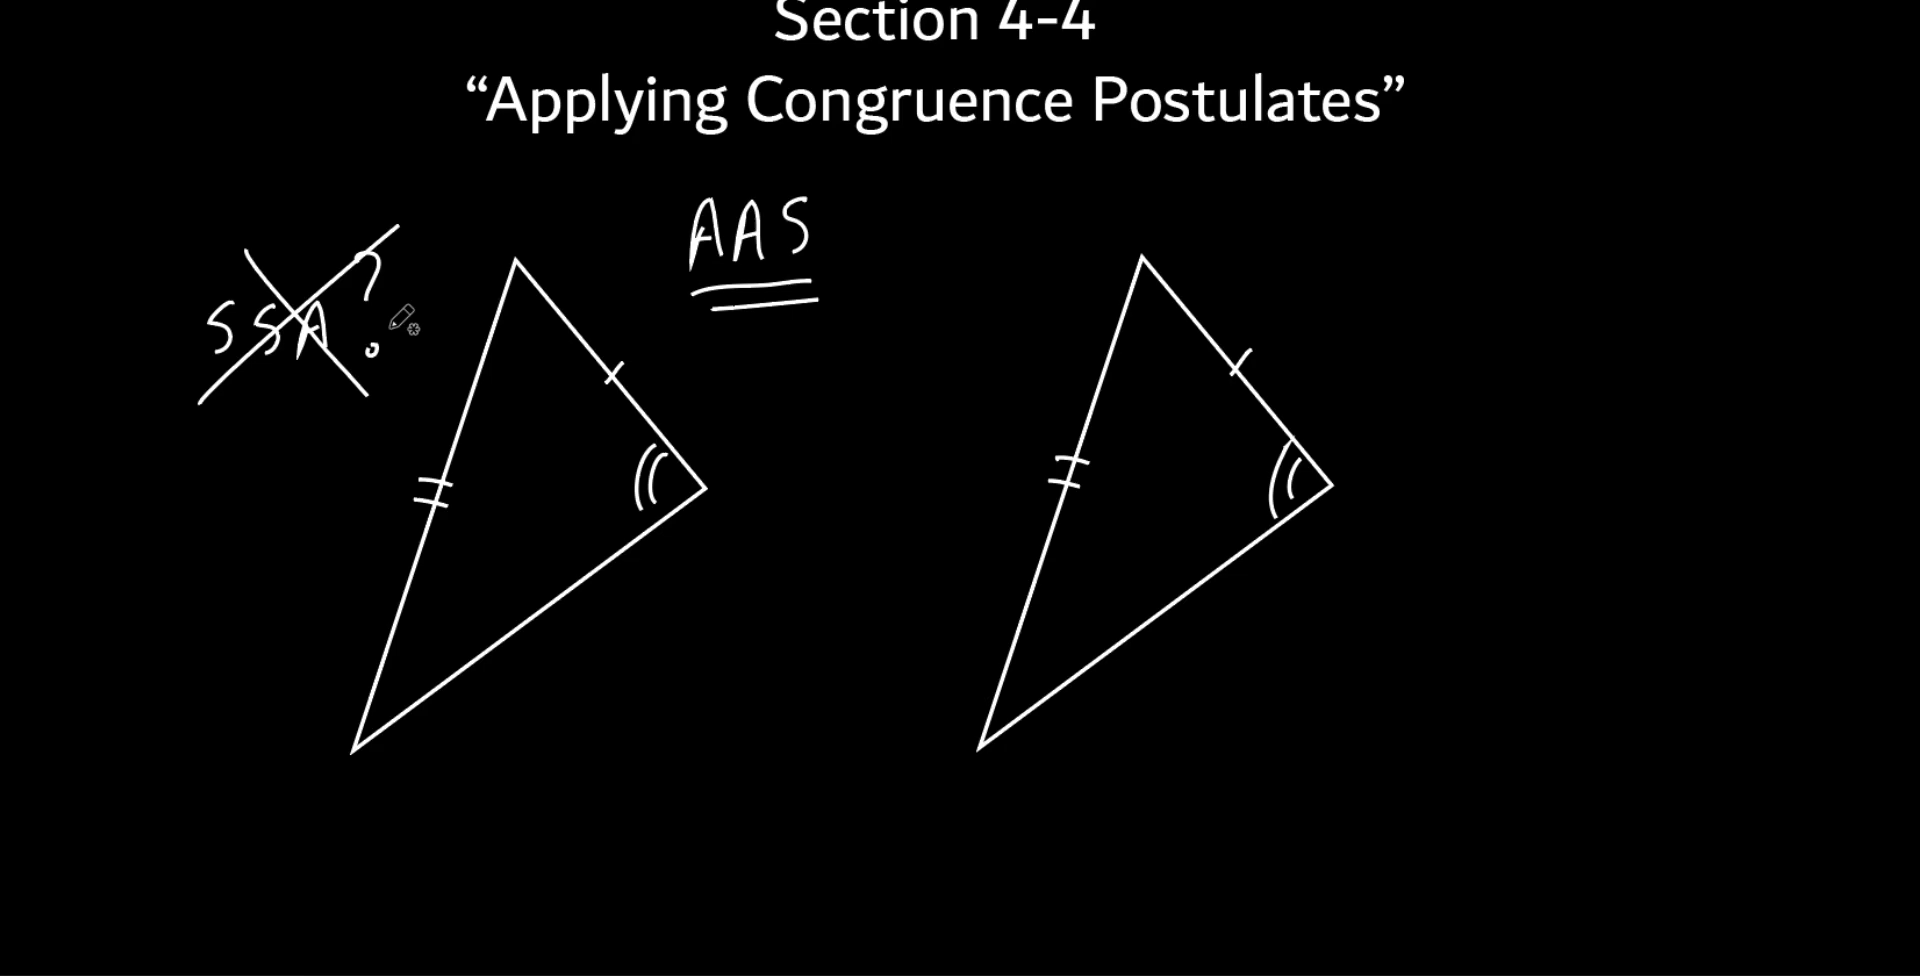 Section 4-4
“Applying Congruence Postulates”
AAS
SSA?